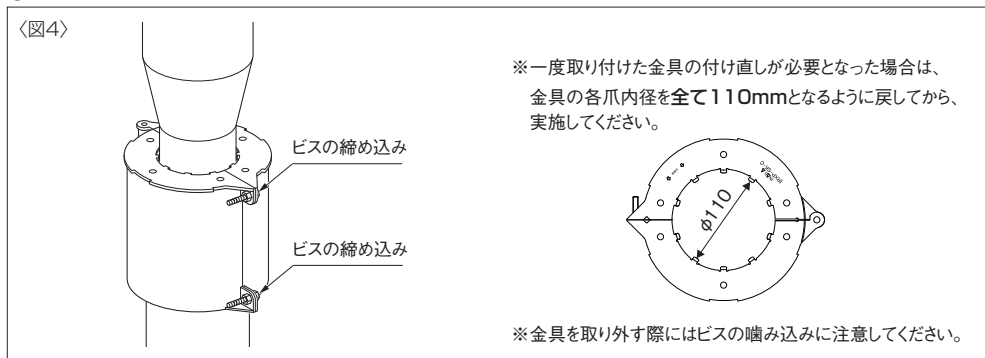 〈図4〉
ビスの締め込み
ビスの締め込み
※一度取り付けた金具の付け直しが必要となった場合は、
金具の各爪内径を全て110mmとなるように戻してから、
実施してください。
φ110
※金具を取り外す際にはビスの噛み込みに注意してください。